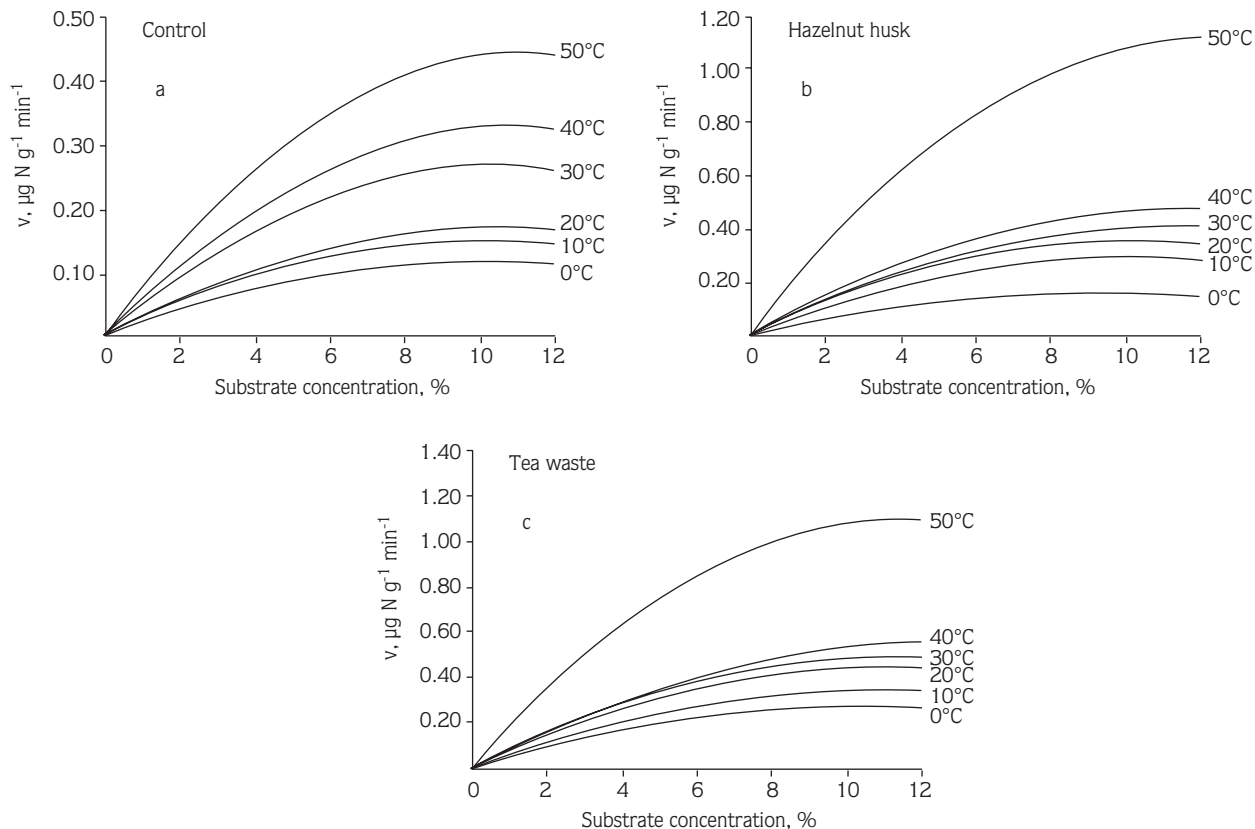 Control
a
v, µg N g-1 min-1
0.50
0.40
0.30
0.20
0.10
50°C
40°C
30°C
20°C
10°C
0°C
0 2 4 6 8 10 12
Substrate concentration, %
Hazelnut husk
b
v, µg N g-1 min-1
1.20
1.00
0.80
0.60
0.40
0.20
50°C
40°C
30°C
20°C
10°C
0°C
0 2 4 6 8 10 12
Substrate concentration, %
Tea waste
c
v, µg N g-1 min-1
1.40
1.20
1.00
0.80
0.60
0.40
0.20
50°C
40°C
30°C
20°C
10°C
0°C
0 2 4 6 8 10 12
Substrate concentration, %